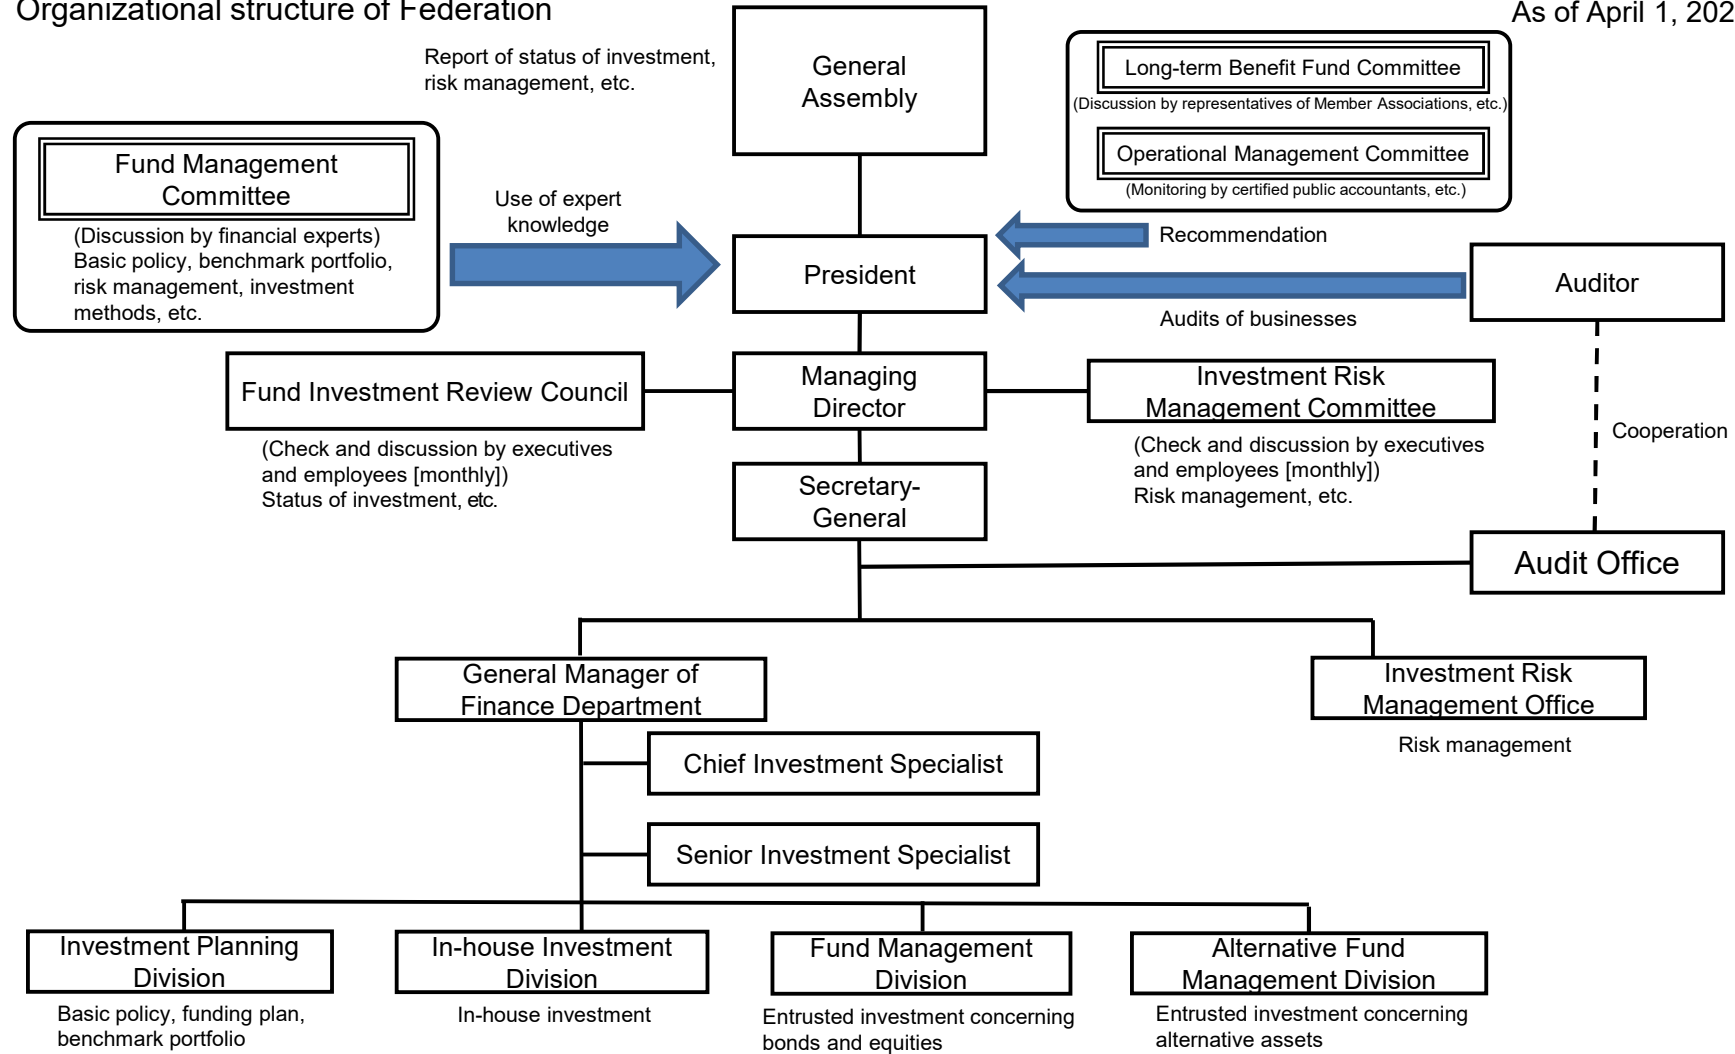 Organizational structure of Federation
As of April 1, 202
Report of status of investment,
risk management, etc.
General
Assembly
Long-term Benefit Fund Committee
(Discussion by representatives of Member Associations, etc.)
Operational Management Committee
(Monitoring by certified public accountants, etc.)
Fund Management
Committee
(Discussion by financial experts)
Basic policy, benchmark portfolio,
risk management, investment
methods, etc.
Use of expert
knowledge
President
Recommendation
Audits of businesses
Auditor
Fund Investment Review Council
(Check and discussion by executives
and employees [monthly])
Status of investment, etc.
Managing
Director
Investment Risk
Management Committee
(Check and discussion by executives
and employees [monthly])
Risk management, etc.
Cooperation
Secretary-
General
Audit Office
General Manager of
Finance Department
Investment Risk
Management Office
Risk management
Chief Investment Specialist
Senior Investment Specialist
Investment Planning
Division
Basic policy, funding plan,
benchmark portfolio
In-house Investment
Division
In-house investment
Fund Management
Division
Entrusted investment concerning
bonds and equities
Alternative Fund
Management Division
Entrusted investment concerning
alternative assets